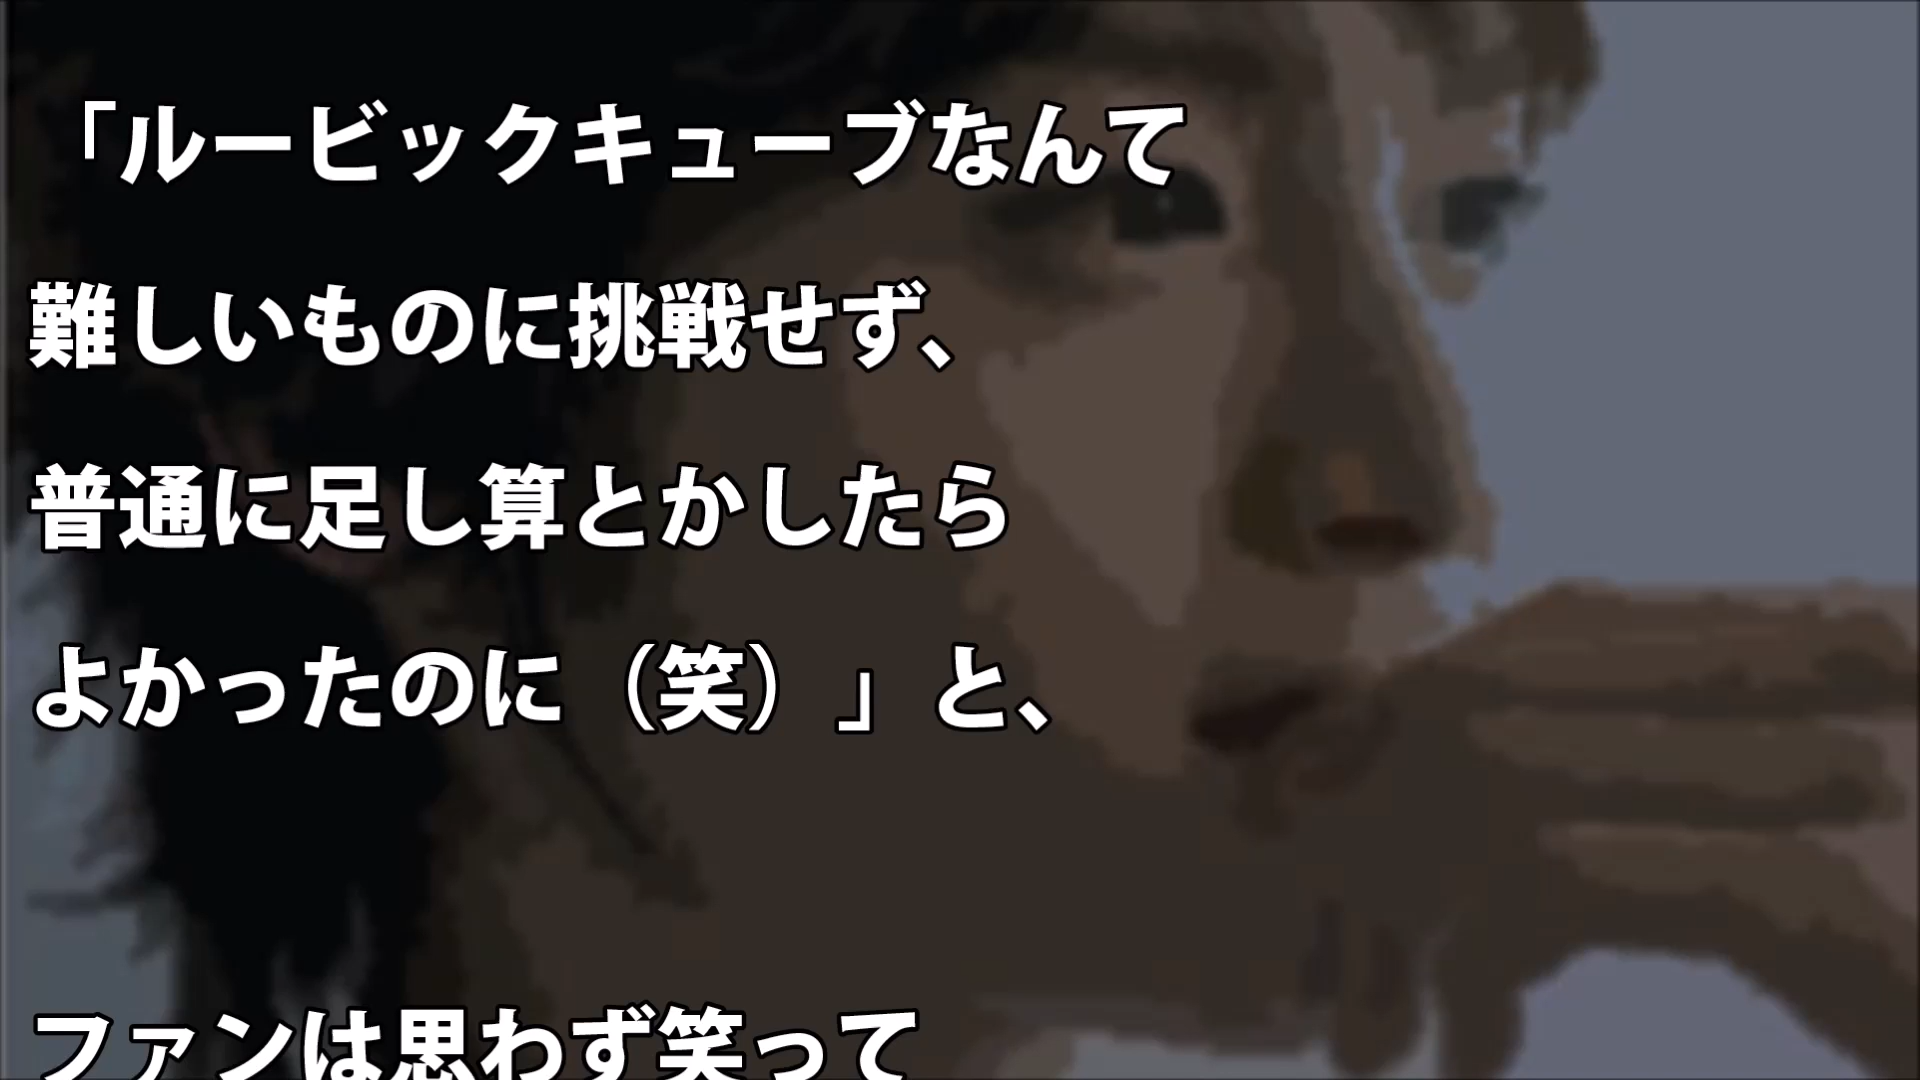 「ルービックキューブなんて
難しいものに挑戦せず、
普通に足し算とかしたら
よかったのに（笑）」と、
ファンは思わず笑って